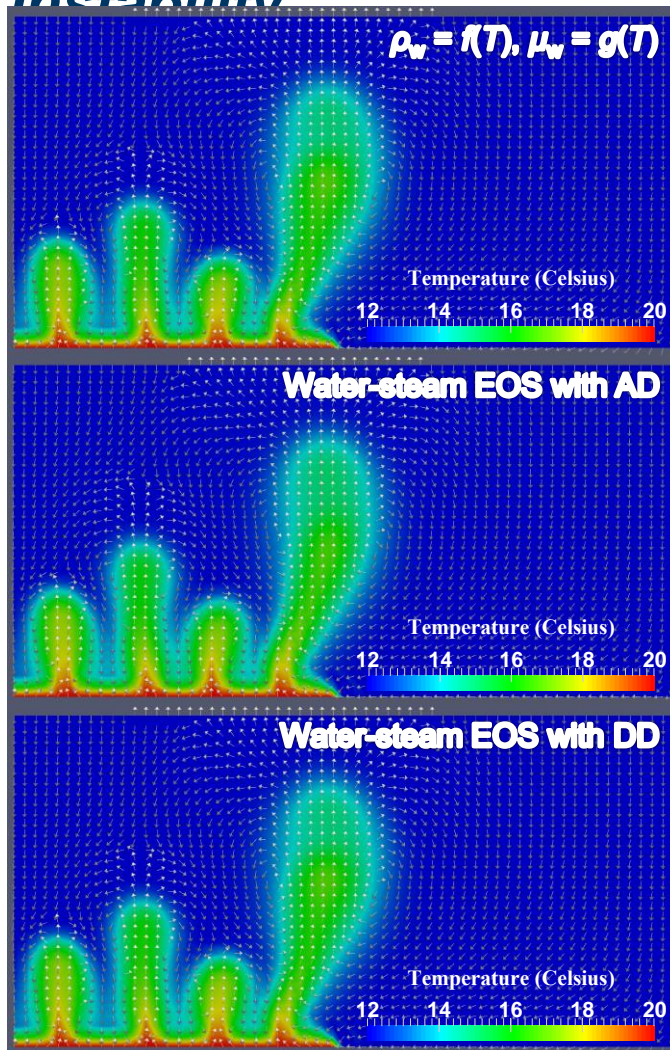 ρw = f(T), μw = g(T)
Temperature (Celsius)
12 14 16 18 20
Water-steam EOS with AD
Temperature (Celsius)
12 14 16 18 20
Water-steam EOS with DD
Temperature (Celsius)
12 14 16 18 20